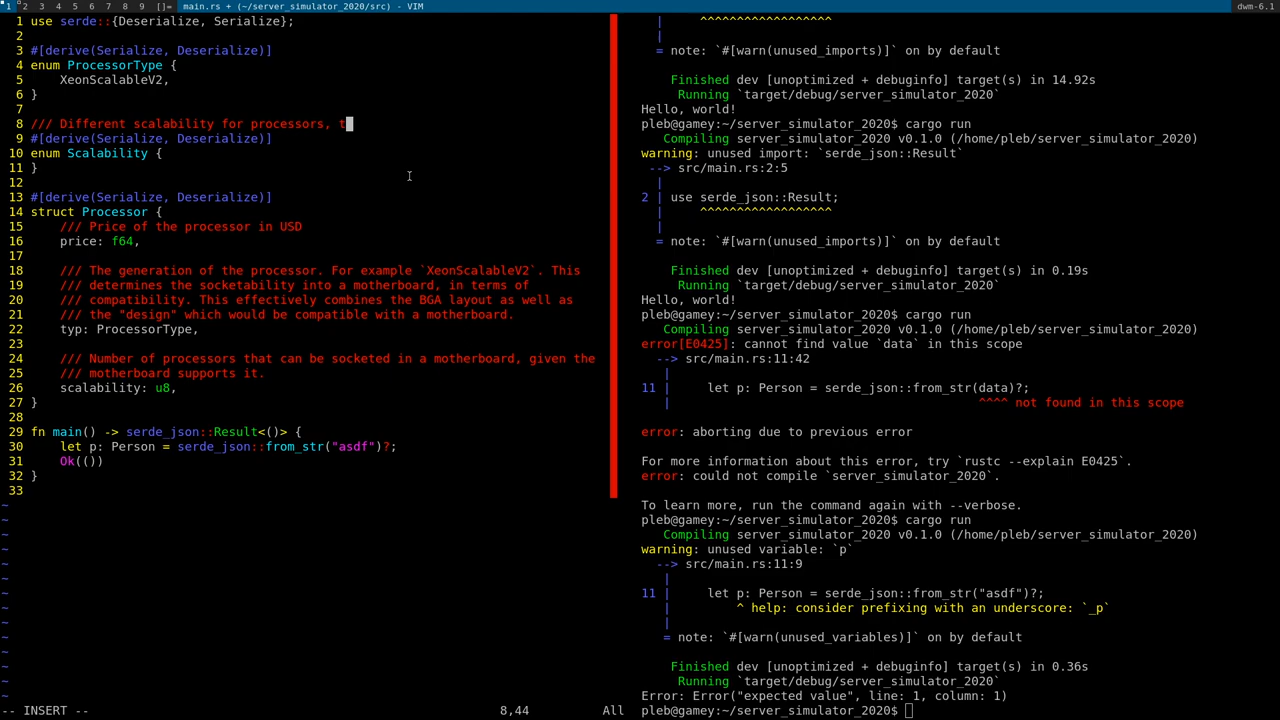 1 2 3 4 5 6 7 8 9 []= main.rs + (~/server_simulator_2020/src) - VIM dwm-6.1
1 use serde::{Deserialize, Serialize};
2
3 #[derive(Serialize, Deserialize)]
4 enum ProcessorType {
5     XeonScalableV2,
6 }
7
8 /// Different scalability for processors, t
9 #[derive(Serialize, Deserialize)]
10 enum Scalability {
11 }
12
13 #[derive(Serialize, Deserialize)]
14 struct Processor {
15     /// Price of the processor in USD
16     price: f64,
17
18     /// The generation of the processor. For example `XeonScalableV2`. This
19     /// determines the socketability into a motherboard, in terms of
20     /// compatibility. This effectively combines the BGA layout as well as
21     /// the "design" which would be compatible with a motherboard.
22     typ: ProcessorType,
23
24     /// Number of processors that can be socketed in a motherboard, given the
25     /// motherboard supports it.
26     scalability: u8,
27 }
28
29 fn main() -> serde_json::Result<()> {
30     let p: Person = serde_json::from_str("asdf")?;
31     Ok(())
32 }
33
~
~
~
~
~
~
~
~
~
~
~
~
~
~
-- INSERT -- 8,44 All
  |     ^^^^^^^^^^^^^^^^^^
  |
  = note: `#[warn(unused_imports)]` on by default
    Finished dev [unoptimized + debuginfo] target(s) in 14.92s
     Running `target/debug/server_simulator_2020`
Hello, world!
pleb@gamey:~/server_simulator_2020$ cargo run
   Compiling server_simulator_2020 v0.1.0 (/home/pleb/server_simulator_2020)
warning: unused import: `serde_json::Result`
 --> src/main.rs:2:5
  |
2 | use serde_json::Result;
  |     ^^^^^^^^^^^^^^^^^^
  |
  = note: `#[warn(unused_imports)]` on by default
    Finished dev [unoptimized + debuginfo] target(s) in 0.19s
     Running `target/debug/server_simulator_2020`
Hello, world!
pleb@gamey:~/server_simulator_2020$ cargo run
   Compiling server_simulator_2020 v0.1.0 (/home/pleb/server_simulator_2020)
error[E0425]: cannot find value `data` in this scope
  --> src/main.rs:11:42
   |
11 |     let p: Person = serde_json::from_str(data)?;
   |                                          ^^^^ not found in this scope
error: aborting due to previous error
For more information about this error, try `rustc --explain E0425`.
error: could not compile `server_simulator_2020`.
To learn more, run the command again with --verbose.
pleb@gamey:~/server_simulator_2020$ cargo run
   Compiling server_simulator_2020 v0.1.0 (/home/pleb/server_simulator_2020)
warning: unused variable: `p`
  --> src/main.rs:11:9
   |
11 |     let p: Person = serde_json::from_str("asdf")?;
   |         ^ help: consider prefixing with an underscore: `_p`
   |
   = note: `#[warn(unused_variables)]` on by default
    Finished dev [unoptimized + debuginfo] target(s) in 0.36s
     Running `target/debug/server_simulator_2020`
Error: Error("expected value", line: 1, column: 1)
pleb@gamey:~/server_simulator_2020$